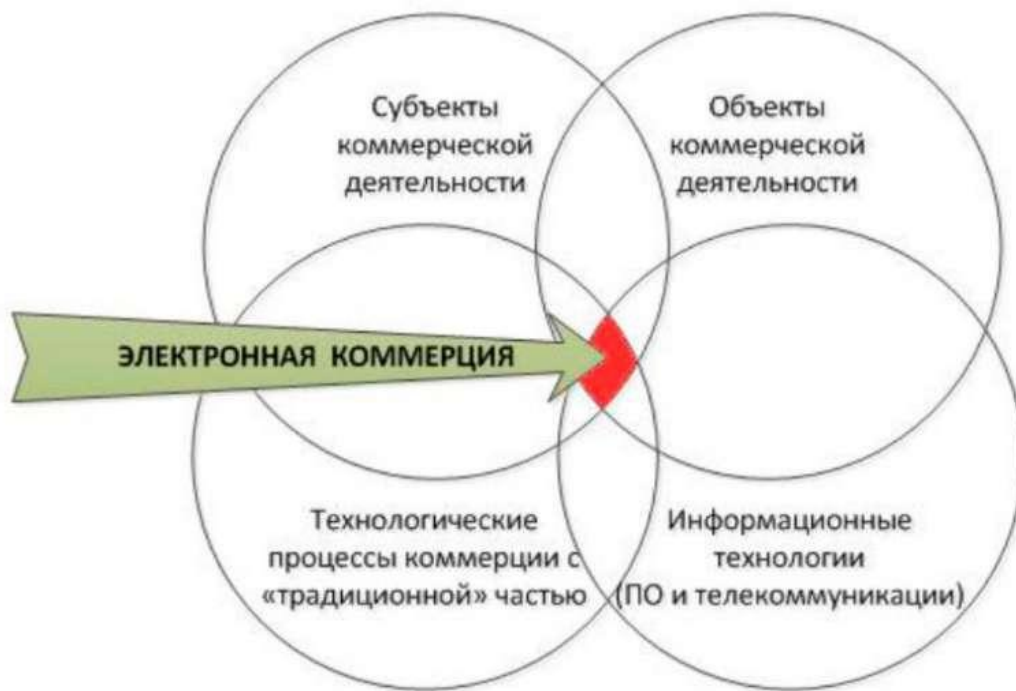 Субъекты
коммерческой
деятельности
Объекты
коммерческой
деятельности
ЭЛЕКТРОННАЯ КОММЕРЦИЯ
Технологические
процессы коммерции с
«традиционной» частью
Информационные
технологии
(ПО и телекоммуникации)